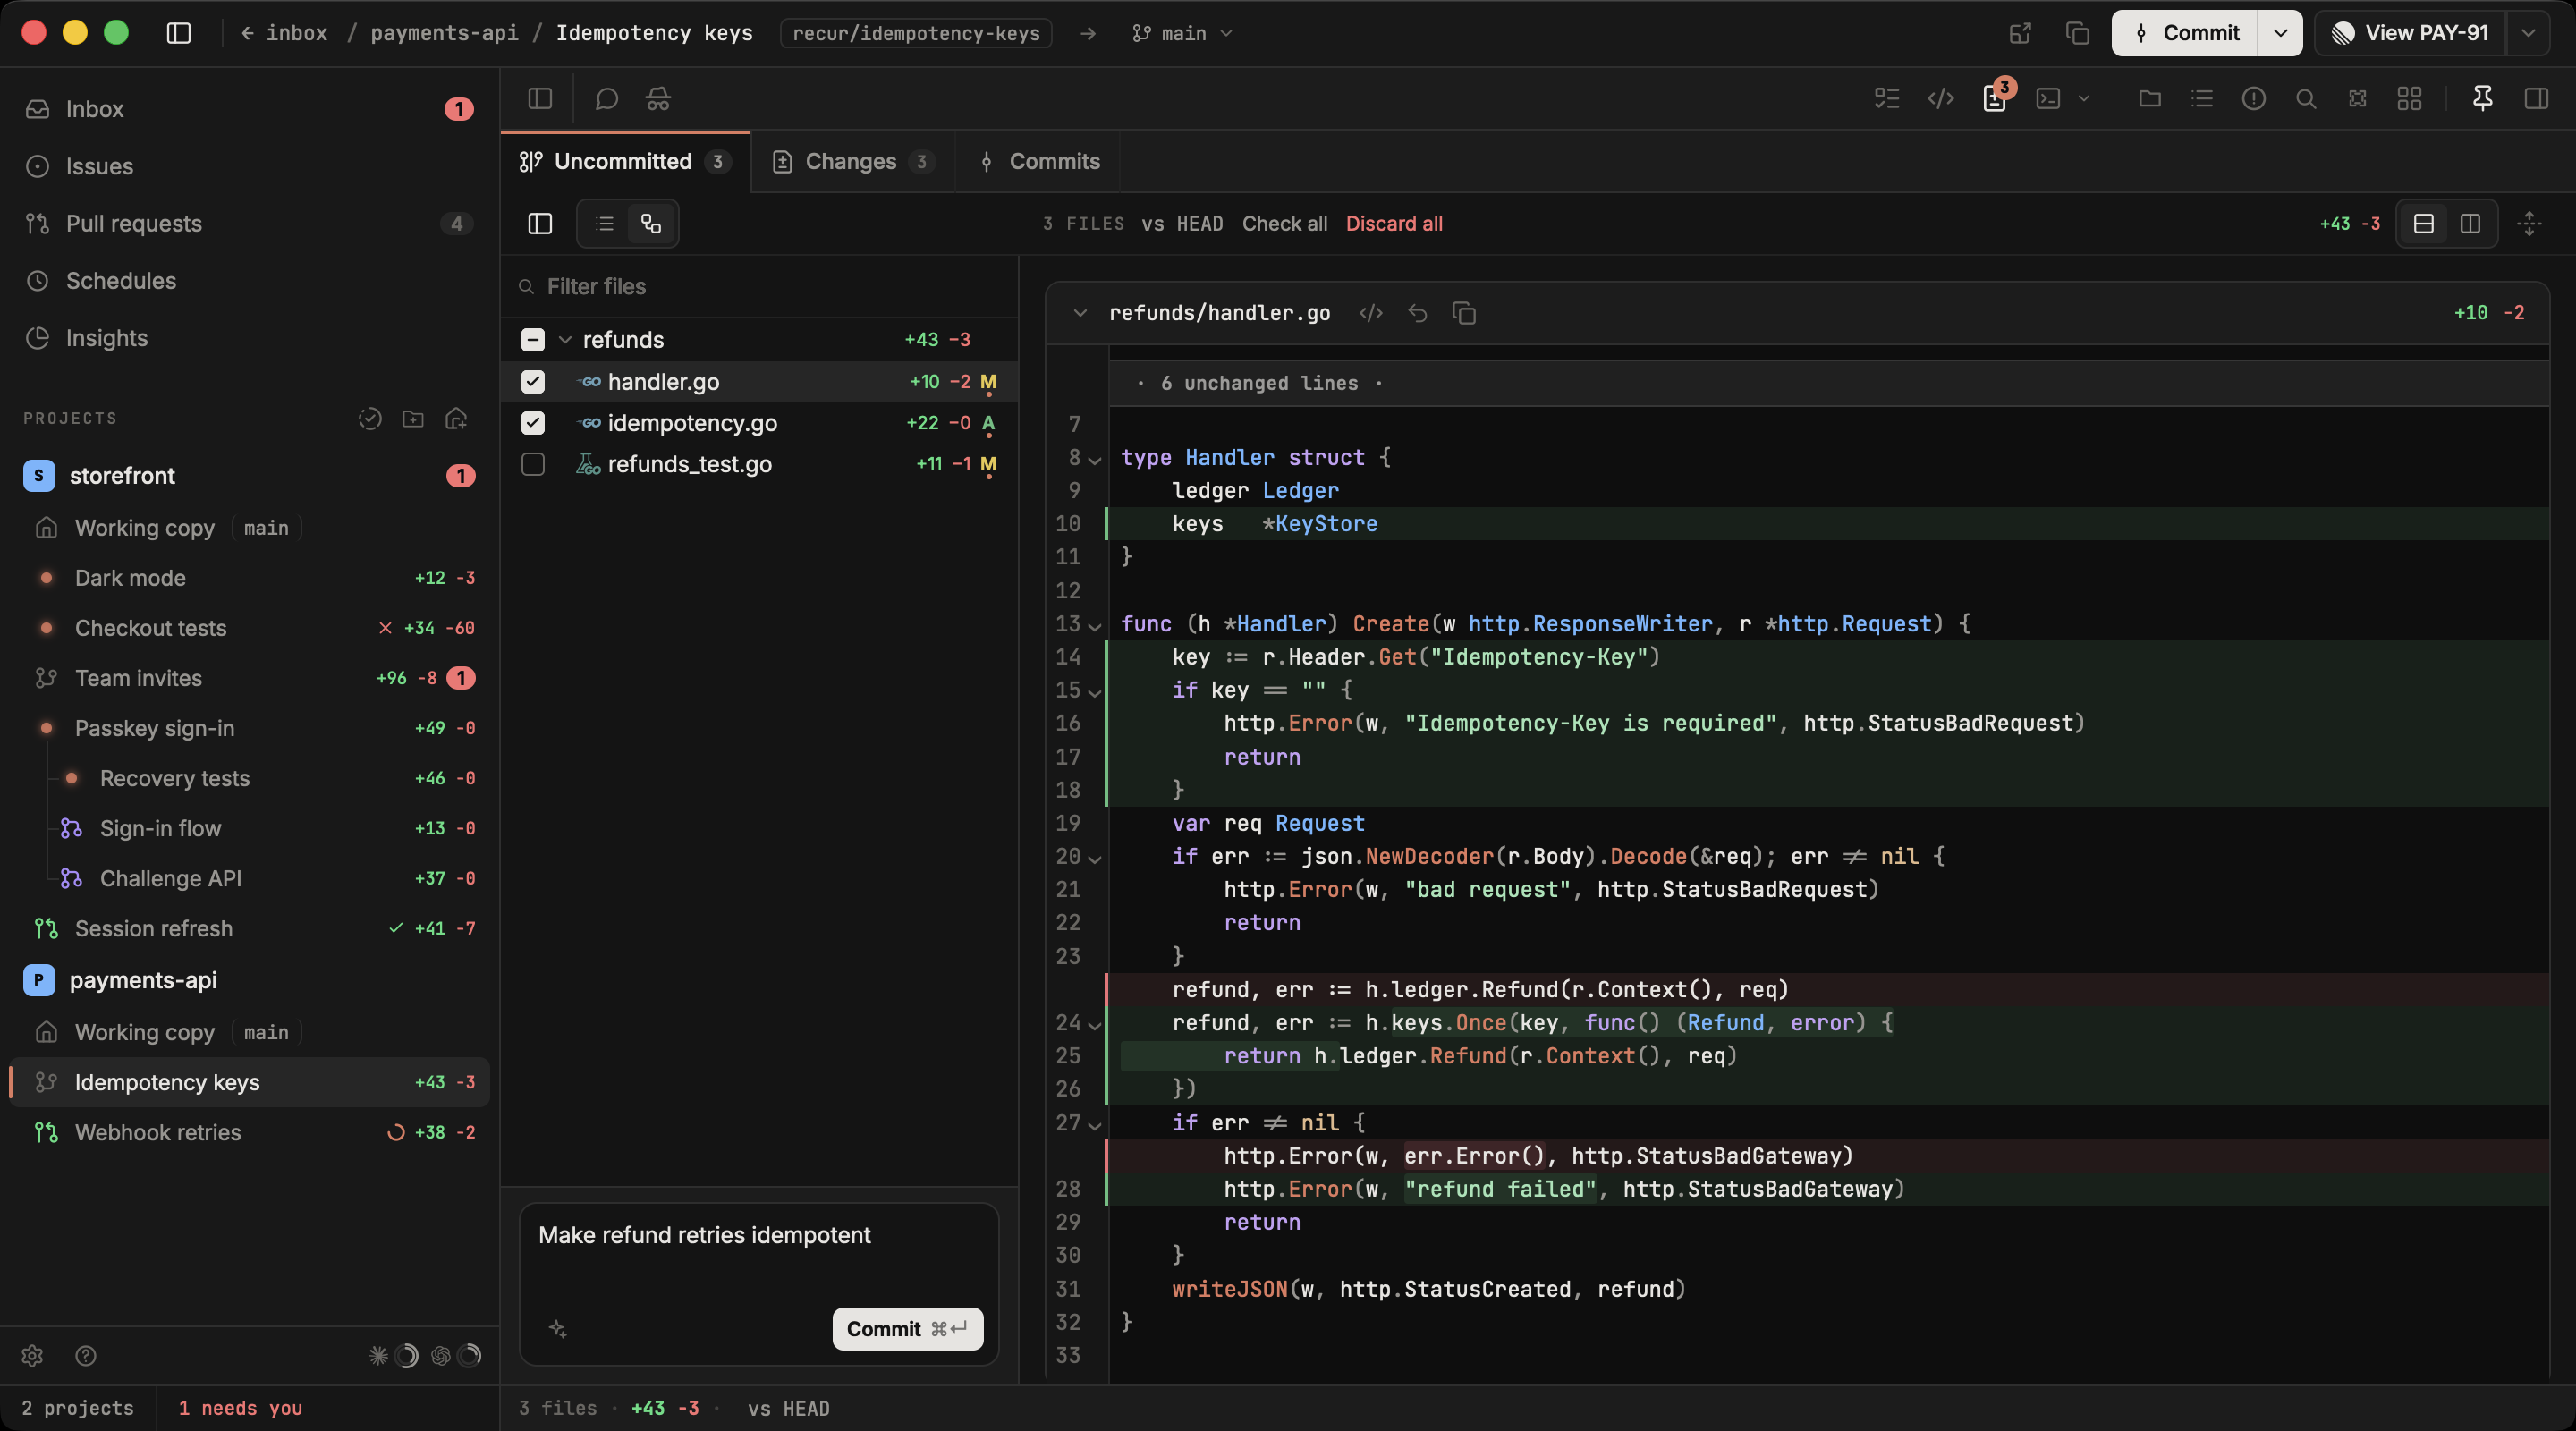 ← inbox / payments-api / Idempotency keys recur/idempotency-keys → main Commit View PAY-91
Inbox 1
Issues
Pull requests 4
Schedules
Insights
PROJECTS
S storefront 1
Working copy main
Dark mode +12 -3
Checkout tests +34 -60
Team invites +96 -8 1
Passkey sign-in +49 -0
Recovery tests +46 -0
Sign-in flow +13 -0
Challenge API +37 -0
Session refresh +41 -7
P payments-api
Working copy main
Idempotency keys +43 -3
Webhook retries +38 -2
2 projects 1 needs you
3
Uncommitted 3 Changes 3 Commits
3 FILES vs HEAD Check all Discard all +43 -3
Filter files
refunds +43 -3
GO handler.go +10 -2 M
GO idempotency.go +22 -0 A
GO refunds_test.go +11 -1 M
Make refund retries idempotent
Commit ⌘↵
refunds/handler.go +10 -2
· 6 unchanged lines ·
7
8 type Handler struct {
9 ledger Ledger
10 keys *KeyStore
11 }
12
13 func (h *Handler) Create(w http.ResponseWriter, r *http.Request) {
14 key := r.Header.Get("Idempotency-Key")
15 if key == "" {
16 http.Error(w, "Idempotency-Key is required", http.StatusBadRequest)
17 return
18 }
19 var req Request
20 if err := json.NewDecoder(r.Body).Decode(&req); err != nil {
21 http.Error(w, "bad request", http.StatusBadRequest)
22 return
23 }
refund, err := h.ledger.Refund(r.Context(), req)
24 refund, err := h.keys.Once(key, func() (Refund, error) {
25 return h.ledger.Refund(r.Context(), req)
26 })
27 if err != nil {
http.Error(w, err.Error(), http.StatusBadGateway)
28 http.Error(w, "refund failed", http.StatusBadGateway)
29 return
30 }
31 writeJSON(w, http.StatusCreated, refund)
32 }
33
3 files · +43 -3 · vs HEAD